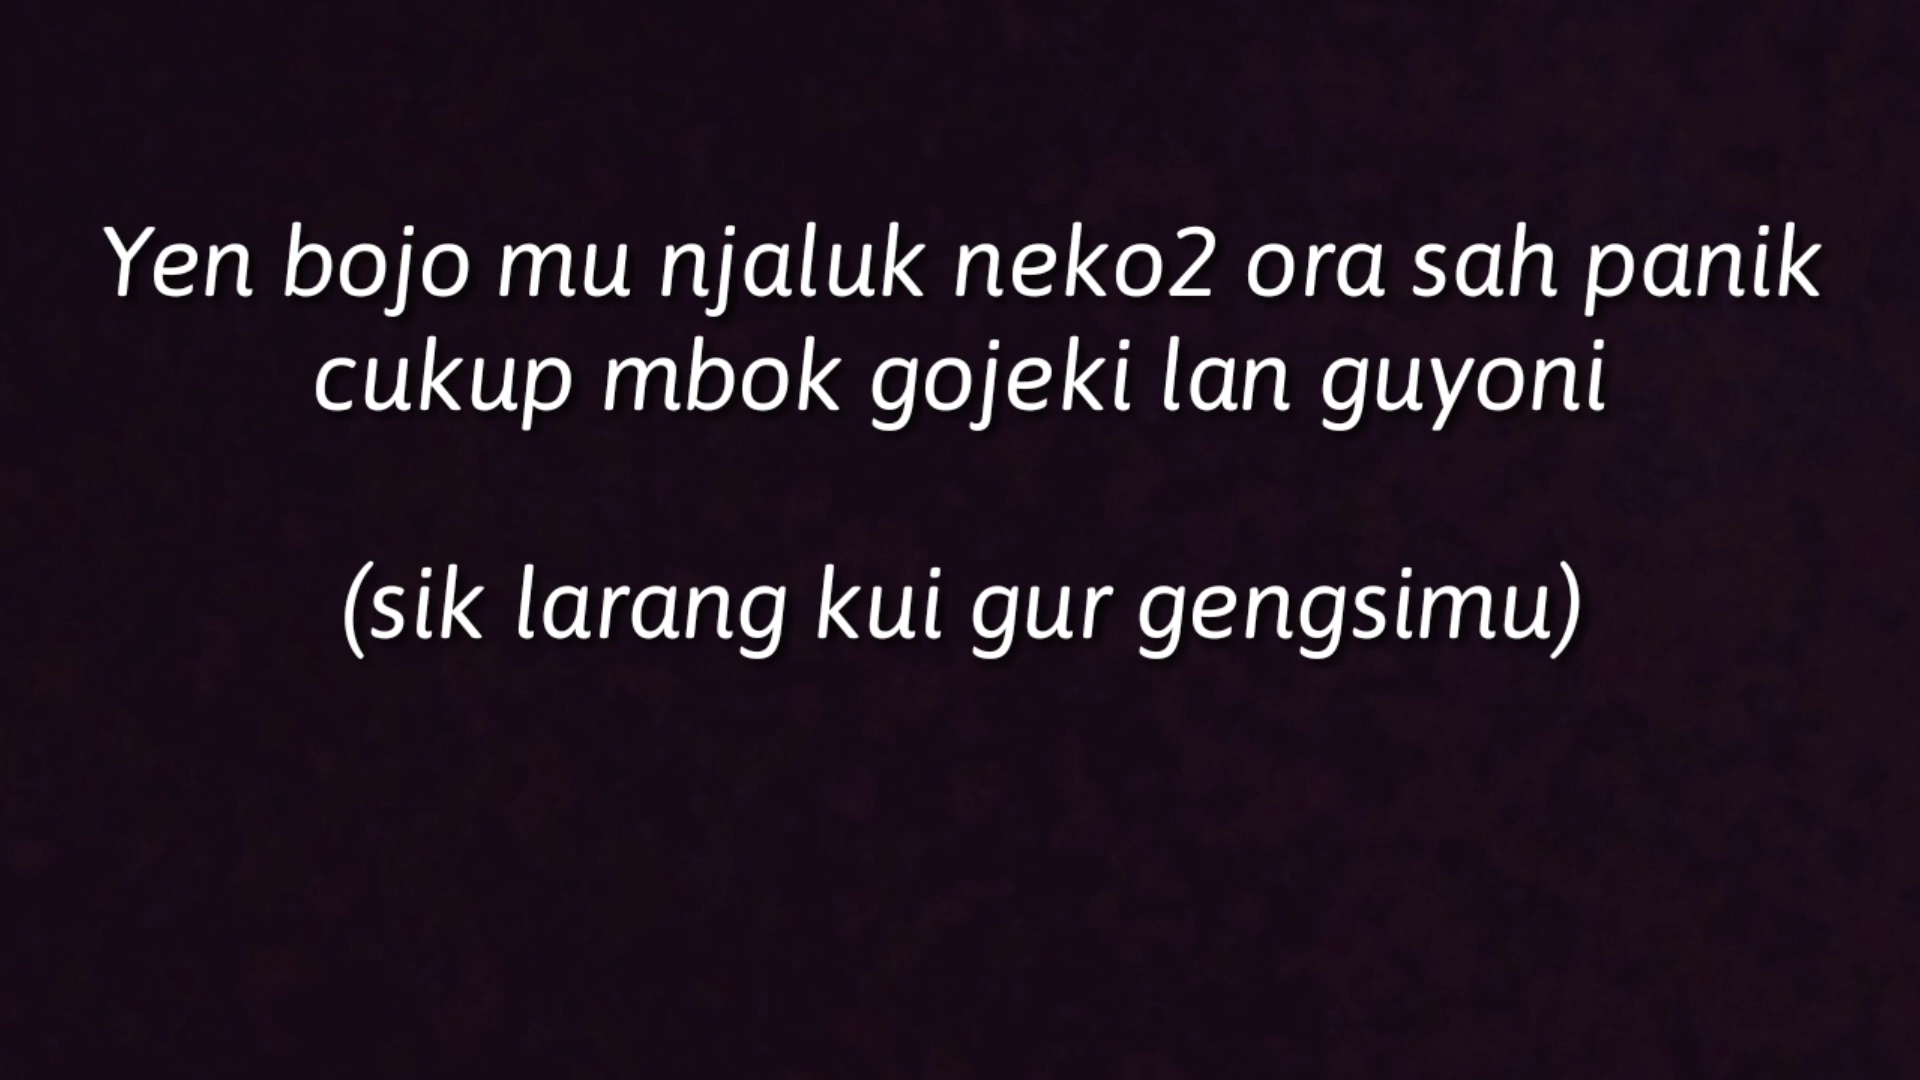 Yen bojo mu njaluk neko2 ora sah panik
cukup mbok gojeki lan guyoni
(sik larang kui gur gengsimu)